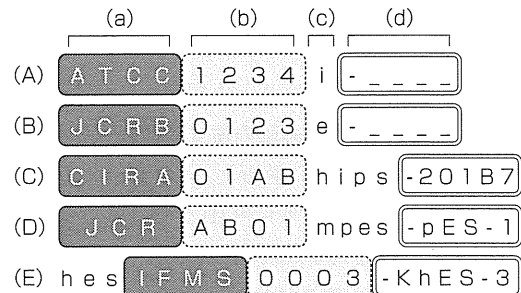 (a) (b) (c) (d)
(A) ATCC 1234 i -____
(B) JCRB 0123 e -____
(C) CIRA 01AB hips -201B7
(D) JCR AB01 mpes -pES-1
(E) hes IFMS 0003 -KhES-3